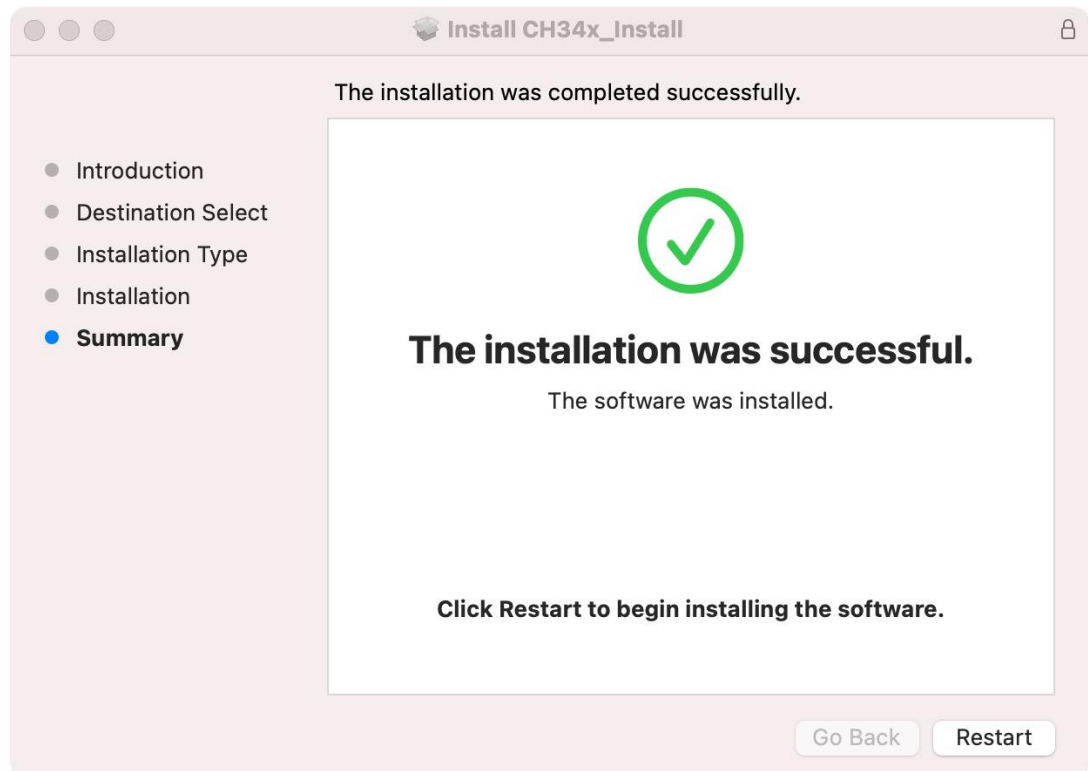 Install CH34x_Install
The installation was completed successfully.
Introduction
Destination Select
Installation Type
Installation
Summary
The installation was successful.
The software was installed.
Click Restart to begin installing the software.
Go Back
Restart